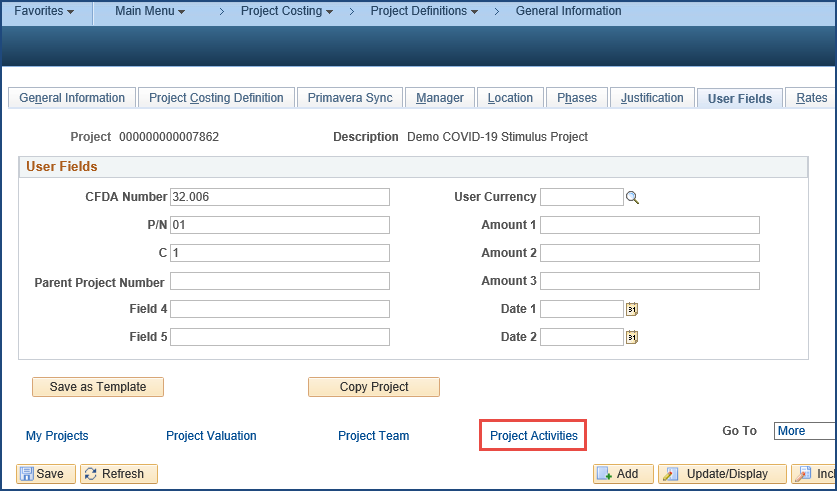 Favorites Main Menu > Project Costing > Project Definitions > General Information
General Information Project Costing Definition Primavera Sync Manager Location Phases Justification User Fields Rates
Project 000000000007862 Description Demo COVID-19 Stimulus Project
User Fields
CFDA Number 32.006 User Currency
P/N 01 Amount 1
C 1 Amount 2
Parent Project Number Amount 3
Field 4 Date 1 31
Field 5 Date 2 31
Save as Template Copy Project
My Projects Project Valuation Project Team Project Activities Go To More
Save Refresh Add Update/Display Incl